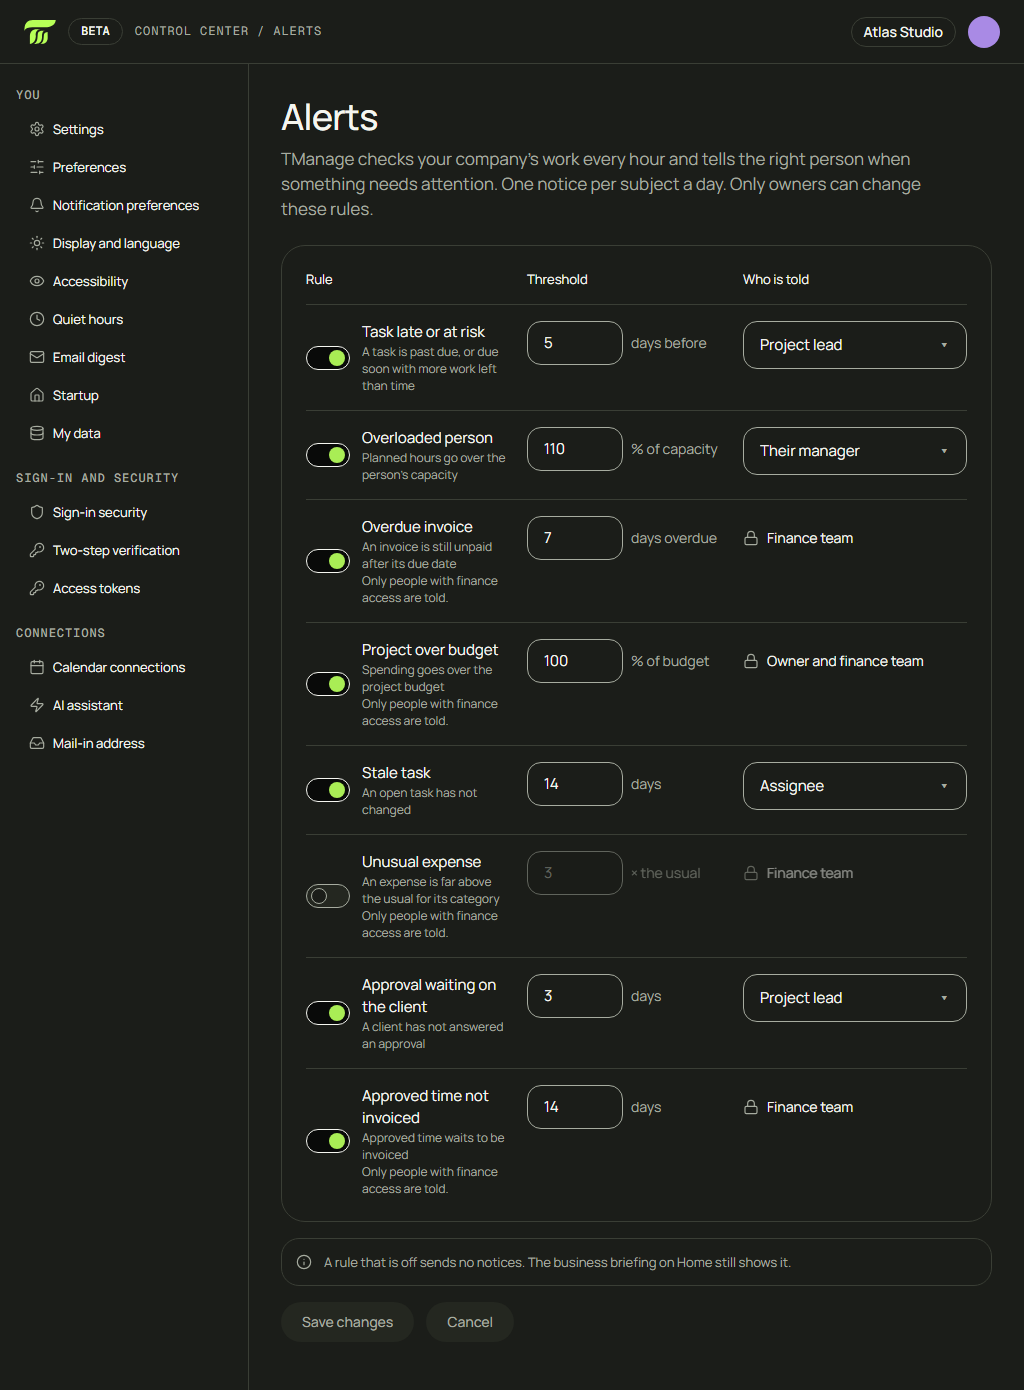 BETA
CONTROL CENTER / ALERTS
Atlas Studio
YOU
Settings
Preferences
Notification preferences
Display and language
Accessibility
Quiet hours
Email digest
Startup
My data
SIGN-IN AND SECURITY
Sign-in security
Two-step verification
Access tokens
CONNECTIONS
Calendar connections
AI assistant
Mail-in address
Alerts
TManage checks your company's work every hour and tells the right person when
something needs attention. One notice per subject a day. Only owners can change
these rules.
Rule
Threshold
Who is told
Task late or at risk
A task is past due, or due
soon with more work left
than time
5
days before
Project lead
Overloaded person
Planned hours go over the
person's capacity
110
% of capacity
Their manager
Overdue invoice
An invoice is still unpaid
after its due date
Only people with finance
access are told.
7
days overdue
Finance team
Project over budget
Spending goes over the
project budget
Only people with finance
access are told.
100
% of budget
Owner and finance team
Stale task
An open task has not
changed
14
days
Assignee
Unusual expense
An expense is far above
the usual for its category
Only people with finance
access are told.
3
× the usual
Finance team
Approval waiting on
the client
A client has not answered
an approval
3
days
Project lead
Approved time not
invoiced
Approved time waits to be
invoiced
Only people with finance
access are told.
14
days
Finance team
A rule that is off sends no notices. The business briefing on Home still shows it.
Save changes
Cancel